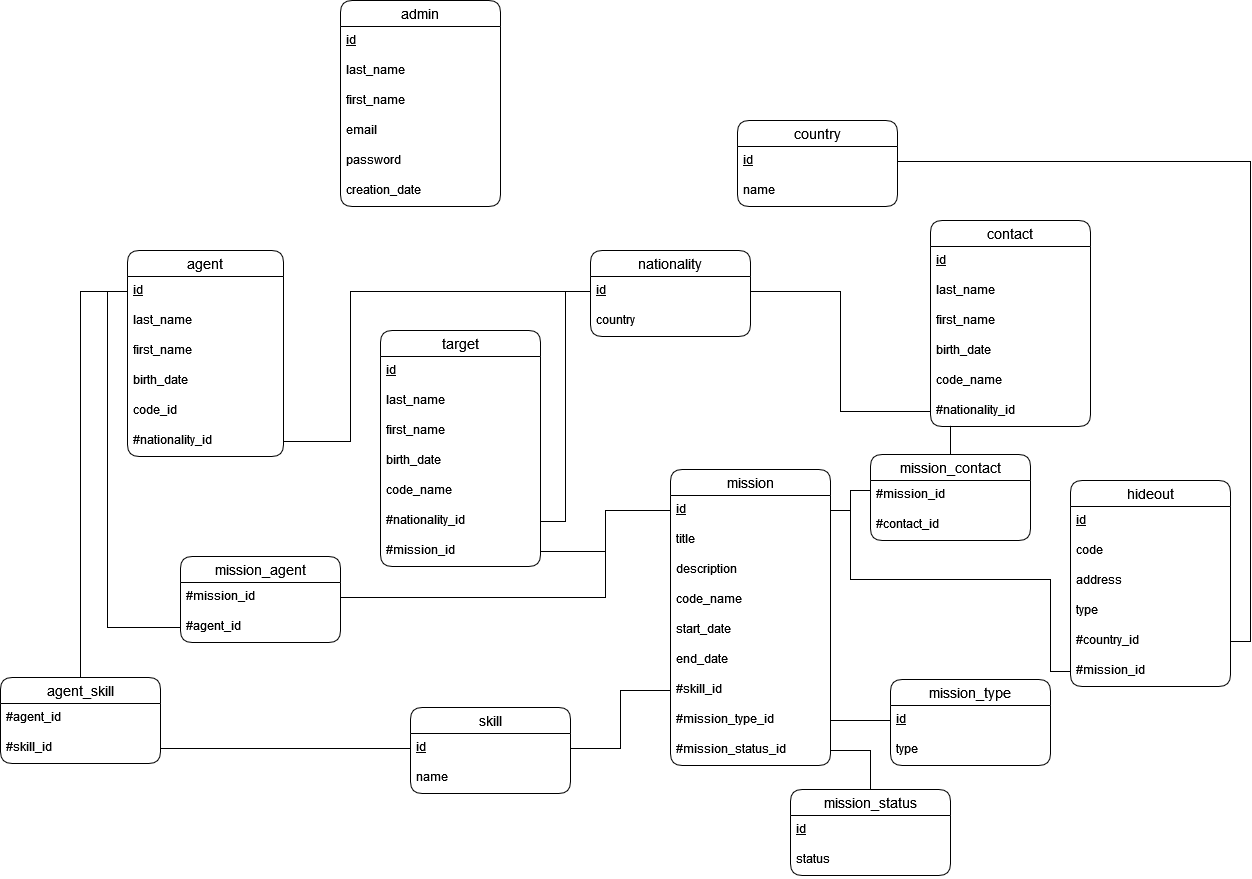 admin
id
last_name
first_name
email
password
creation_date
country
id
name
contact
id
last_name
first_name
birth_date
code_name
#nationality_id
agent
id
last_name
first_name
birth_date
code_id
#nationality_id
nationality
id
country
target
id
last_name
first_name
birth_date
code_name
#nationality_id
#mission_id
mission_contact
#mission_id
#contact_id
mission
id
title
description
code_name
start_date
end_date
#skill_id
#mission_type_id
#mission_status_id
hideout
id
code
address
type
#country_id
#mission_id
mission_agent
#mission_id
#agent_id
agent_skill
#agent_id
#skill_id
skill
id
name
mission_type
id
type
mission_status
id
status